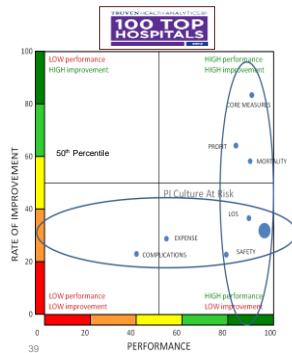 TRUVEN HEALTH ANALYTICS
100 TOP
HOSPITALS
LOW performance
HIGH improvement
HIGH performance
HIGH improvement
CORE MEASURES
PROFIT
MORTALITY
50th Percentile
PI Culture At Risk
LOS
EXPENSE
COMPLICATIONS
SAFETY
LOW performance
LOW improvement
HIGH performance
LOW improvement
RATE OF IMPROVEMENT
100
80
60
40
20
0
0
20
40
60
80
100
PERFORMANCE
39